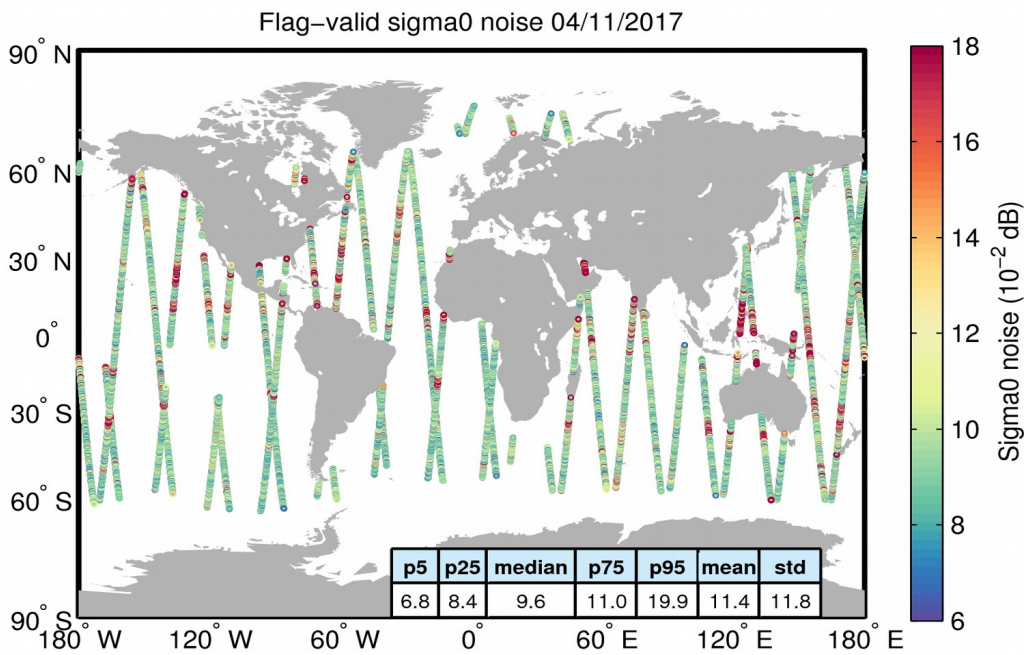 Flag−valid sigma0 noise 04/11/2017
90° N
60° N
30° N
0°
30° S
60° S
90° S
180° W
120° W
60° W
0°
60° E
120° E
180° E
18
16
14
12
10
8
6
Sigma0 noise (10⁻² dB)
p5 p25 median p75 p95 mean std
6.8 8.4 9.6 11.0 19.9 11.4 11.8